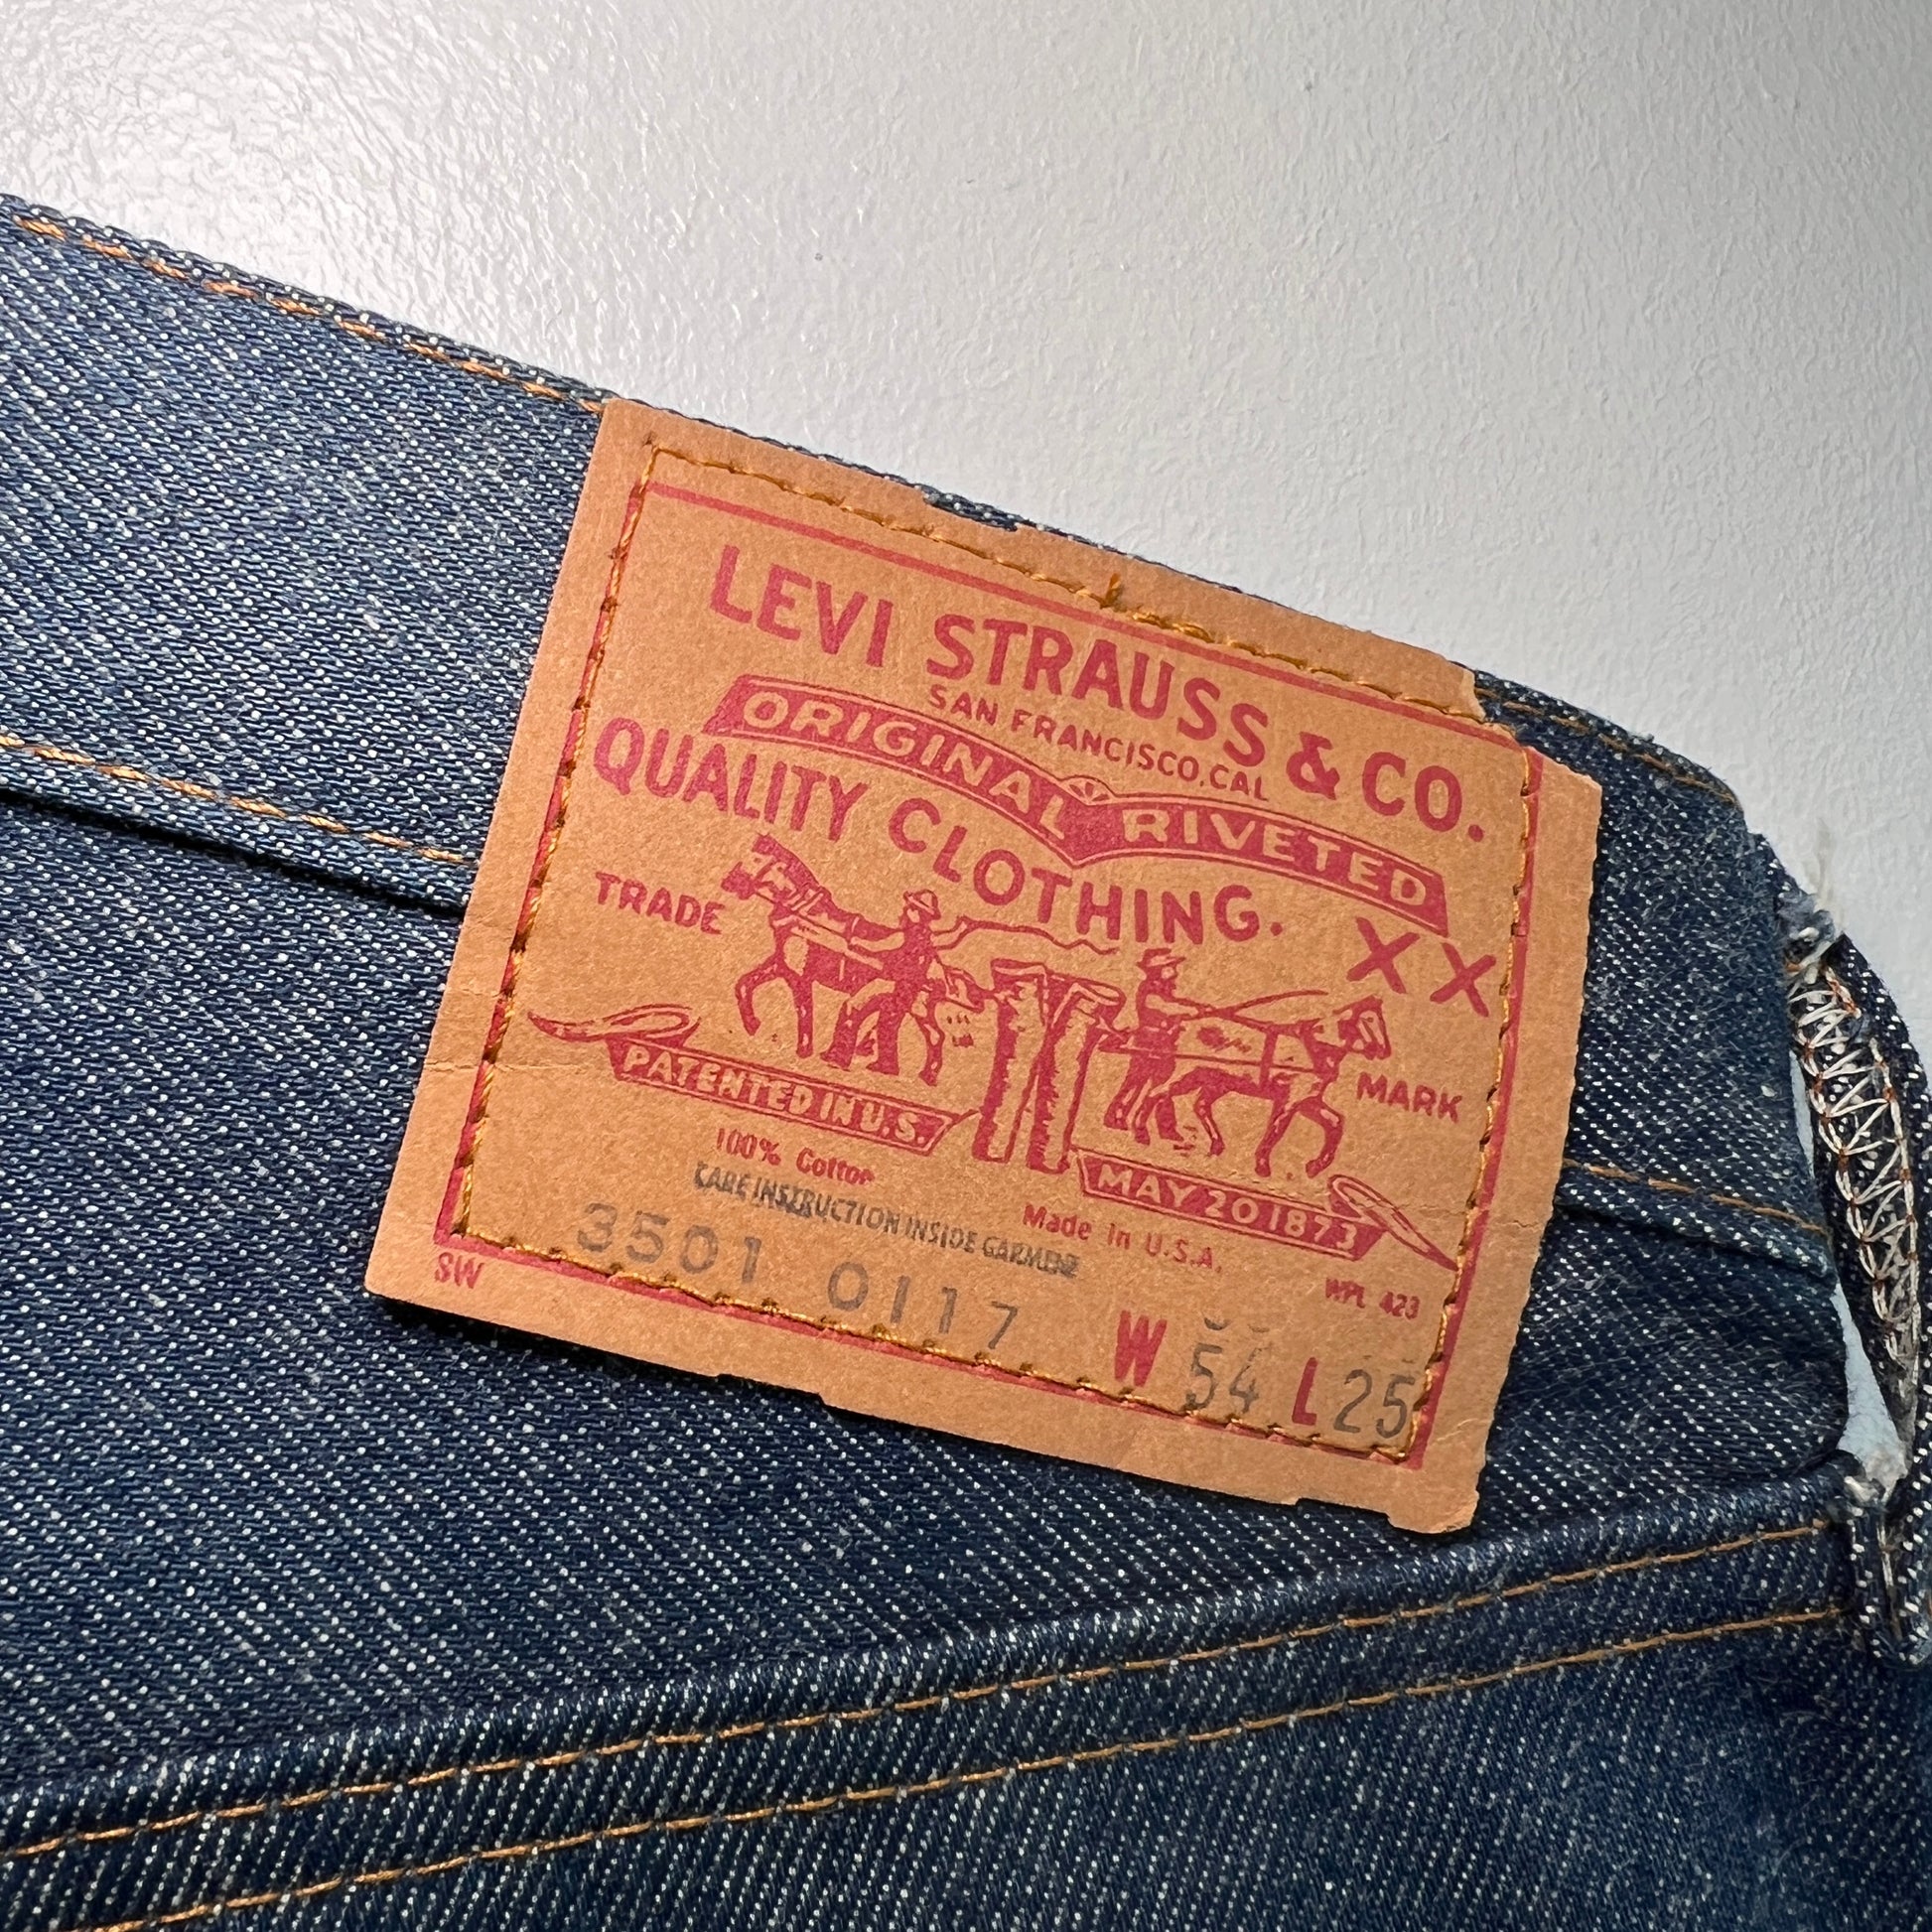 LEVI STRAUSS & CO.
SAN FRANCISCO, CAL
ORIGINAL RIVETED
QUALITY CLOTHING.
XX
TRADE MARK
PATENTED IN U.S.
MAY 20 1873
100% Cotton
CARE INSTRUCTION INSIDE GARMENT
Made in U.S.A.
WPL 423
3501 0117
W 54 L 25
SW